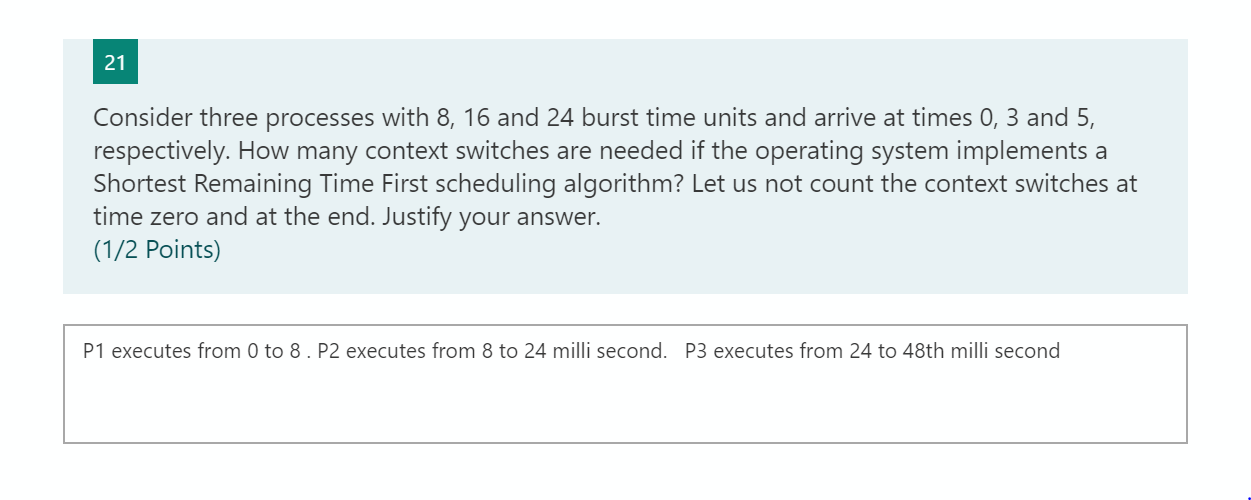 21
Consider three processes with 8, 16 and 24 burst time units and arrive at times 0, 3 and 5,
respectively. How many context switches are needed if the operating system implements a
Shortest Remaining Time First scheduling algorithm? Let us not count the context switches at
time zero and at the end. Justify your answer.
(1/2 Points)
P1 executes from 0 to 8 . P2 executes from 8 to 24 milli second.   P3 executes from 24 to 48th milli second